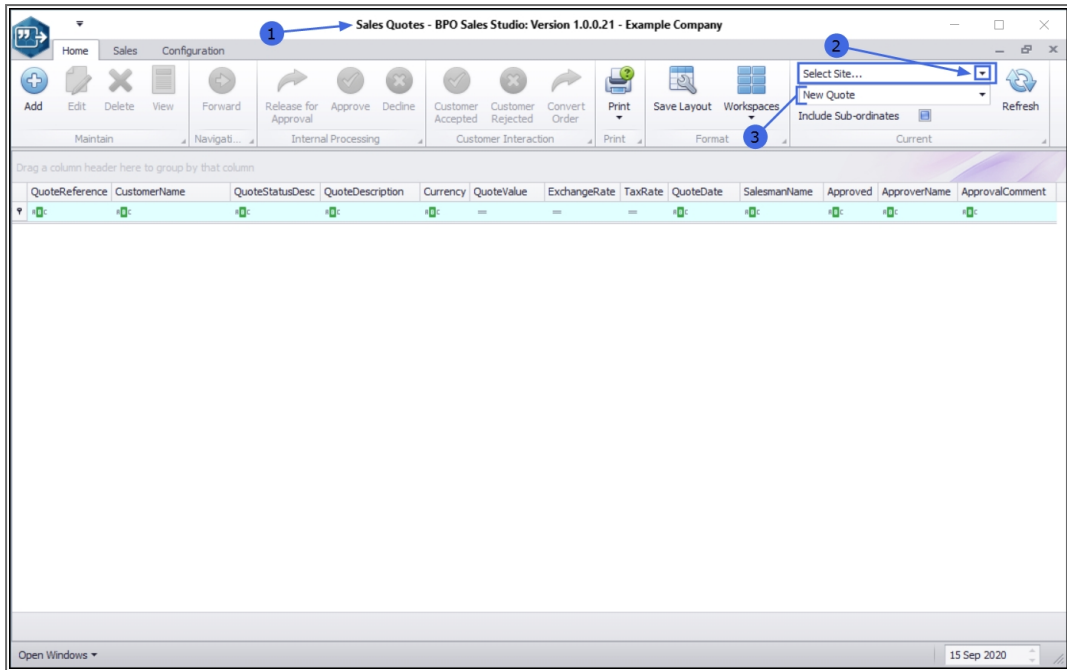 Sales Quotes - BPO Sales Studio: Version 1.0.0.21 - Example Company
1
Home Sales Configuration
2
Add Edit Delete View Forward Release for Approval Approve Decline Customer Accepted Customer Rejected Convert Order Print Save Layout Workspaces
Select Site...
New Quote
Include Sub-ordinates
Refresh
3
Maintain Navigati... Internal Processing Customer Interaction Print Format Current
Drag a column header here to group by that column
QuoteReference CustomerName QuoteStatusDesc QuoteDescription Currency QuoteValue ExchangeRate TaxRate QuoteDate SalesmanName Approved ApproverName ApprovalComment
Open Windows
15 Sep 2020